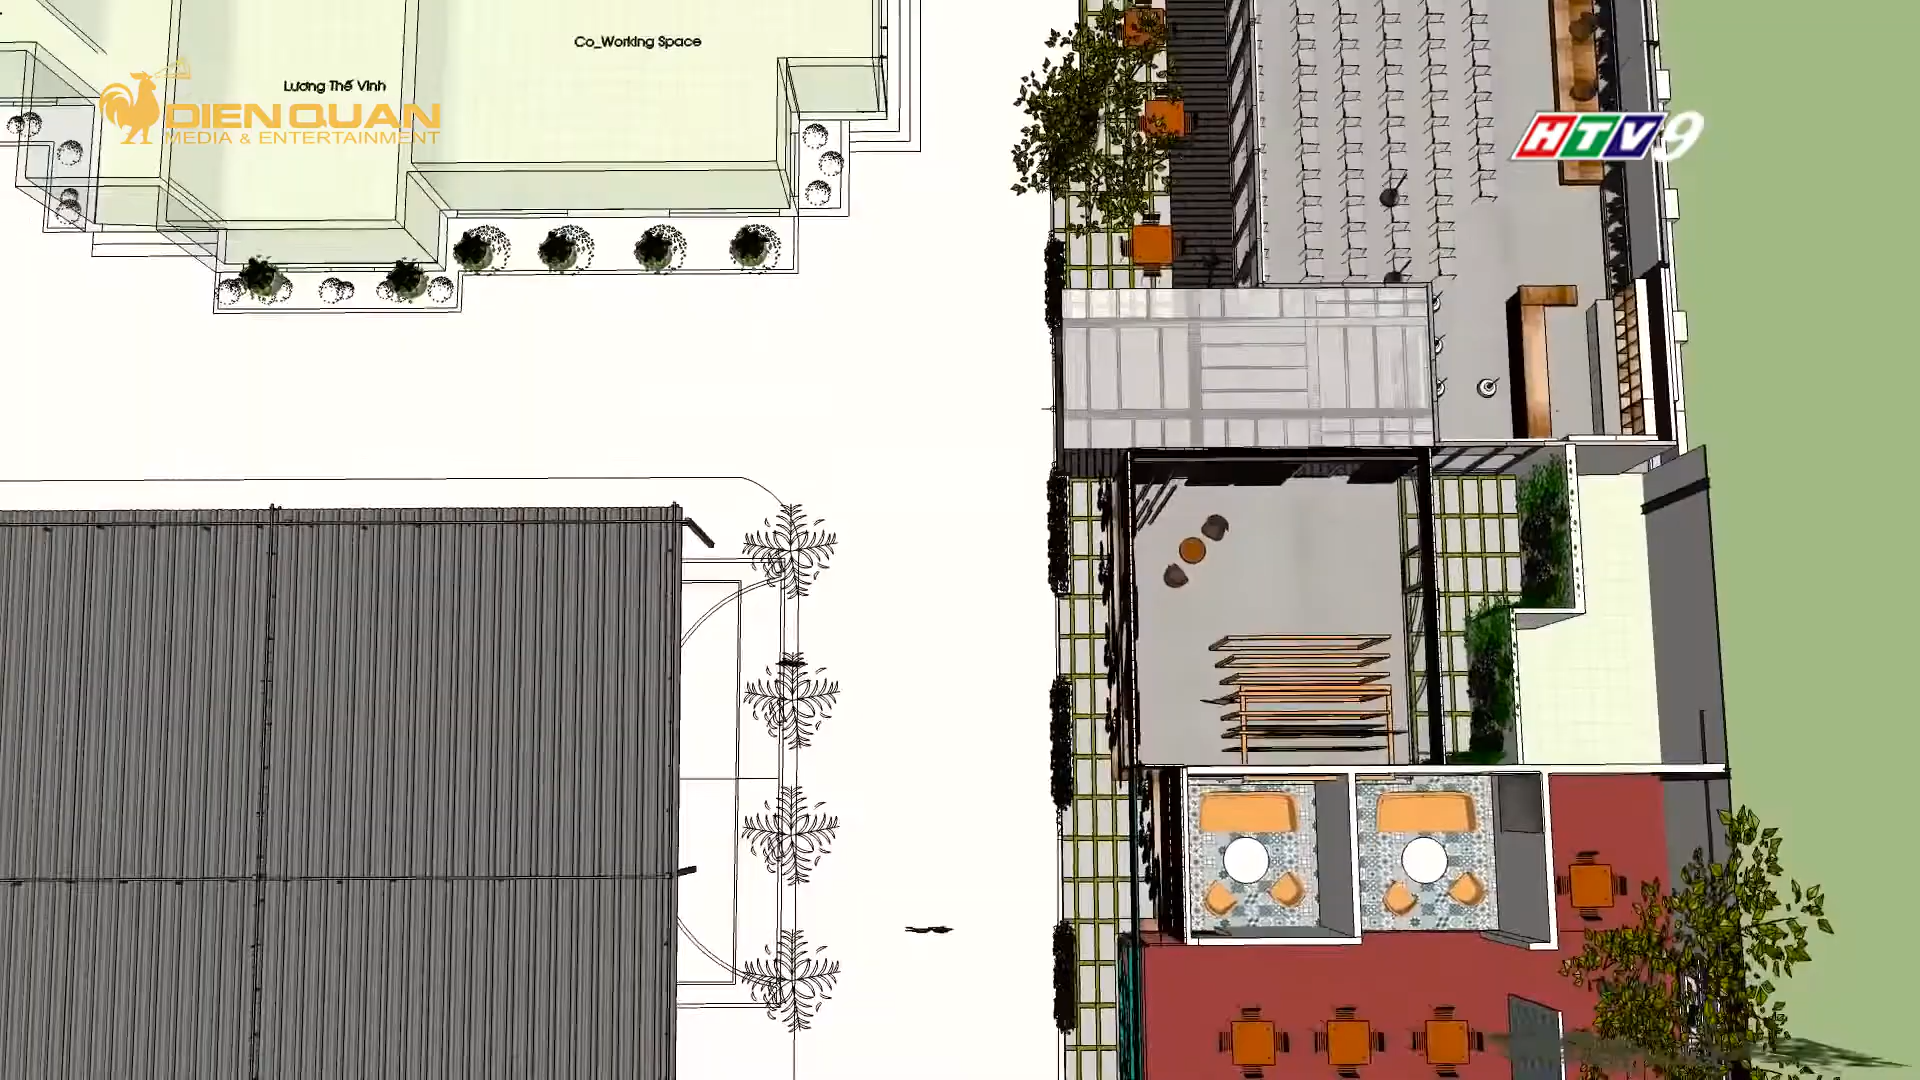 Co_Working Space
Lương Thế Vinh
DIEN QUAN
MEDIA & ENTERTAINMENT
HTV9